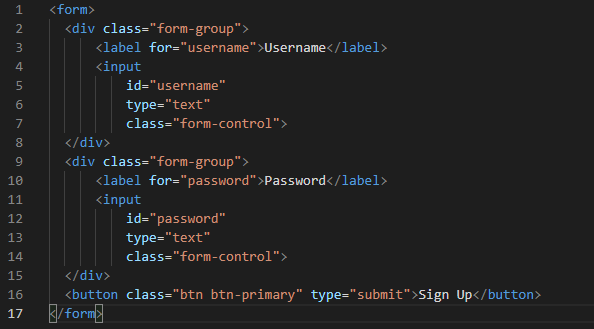 1 <form>
2 <div class="form-group">
3 <label for="username">Username</label>
4 <input
5 id="username"
6 type="text"
7 class="form-control">
8 </div>
9 <div class="form-group">
10 <label for="password">Password</label>
11 <input
12 id="password"
13 type="text"
14 class="form-control">
15 </div>
16 <button class="btn btn-primary" type="submit">Sign Up</button>
17 </form>